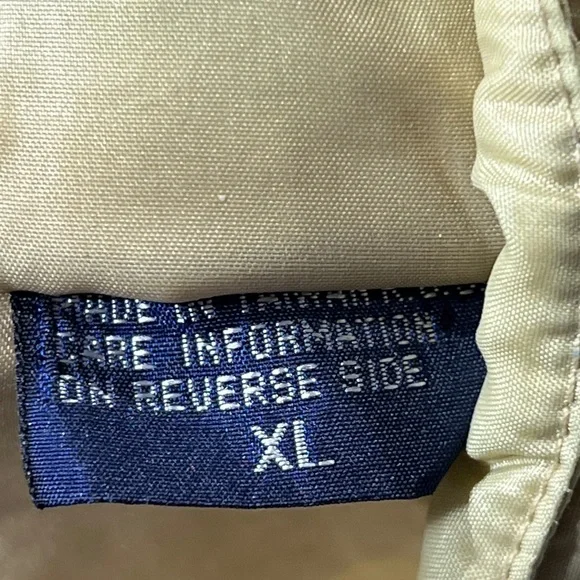 MADE IN TAIWAN
CARE INFORMATION
ON REVERSE SIDE
XL